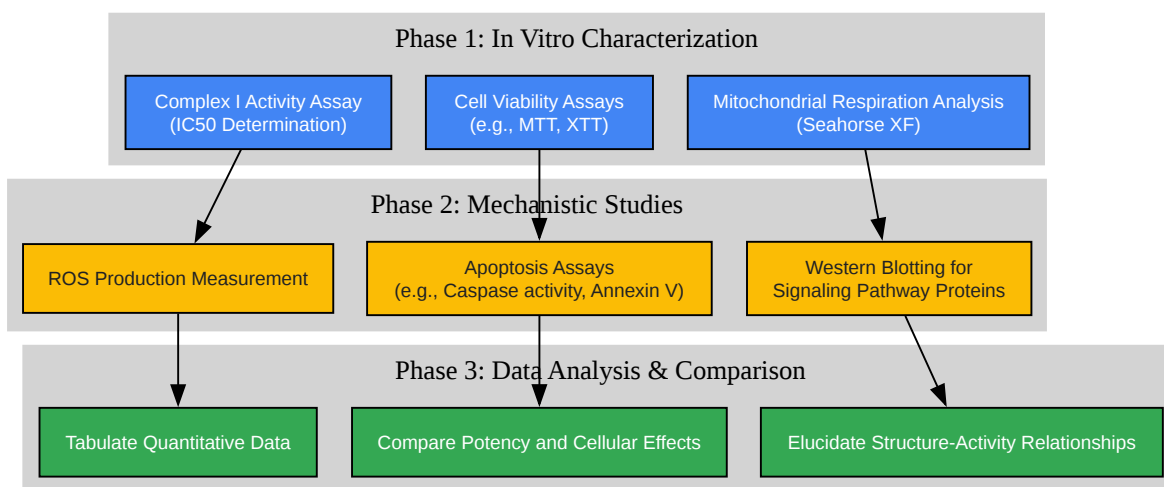 Phase 1: In Vitro Characterization
Complex I Activity Assay
(IC50 Determination)
Cell Viability Assays
(e.g., MTT, XTT)
Mitochondrial Respiration Analysis
(Seahorse XF)
Phase 2: Mechanistic Studies
ROS Production Measurement
Apoptosis Assays
(e.g., Caspase activity, Annexin V)
Western Blotting for
Signaling Pathway Proteins
Phase 3: Data Analysis & Comparison
Tabulate Quantitative Data
Compare Potency and Cellular Effects
Elucidate Structure-Activity Relationships